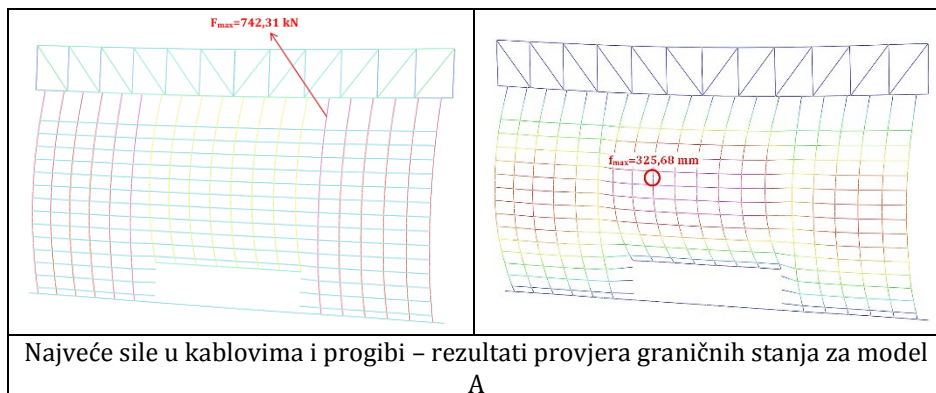 Fmax=742,31 kN
fmax=325,68 mm
Najveće sile u kablovima i progibi – rezultati provjera graničnih stanja za model
A